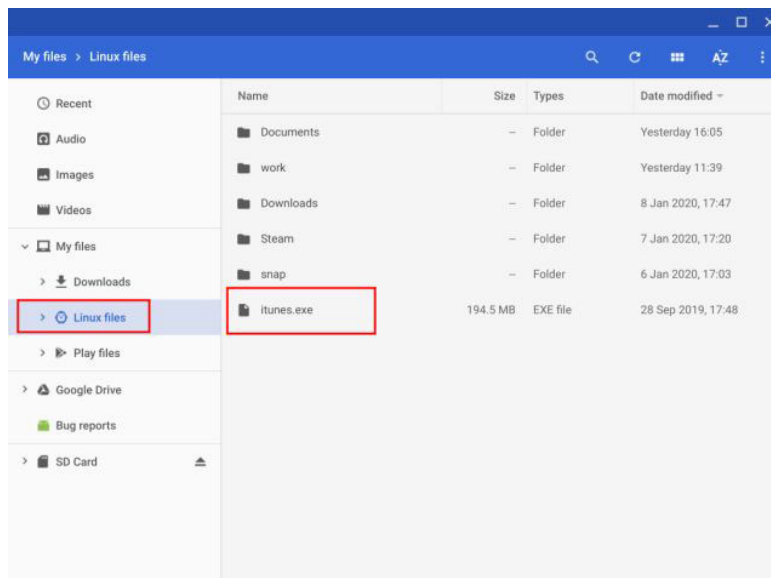 My files > Linux files
AZ
Name Size Types Date modified
Recent
Audio
Images
Videos
My files
Downloads
Linux files
Play files
Google Drive
Bug reports
SD Card
Documents -- Folder Yesterday 16:05
work -- Folder Yesterday 11:39
Downloads -- Folder 8 Jan 2020, 17:47
Steam -- Folder 7 Jan 2020, 17:20
snap -- Folder 6 Jan 2020, 17:03
itunes.exe 194.5 MB EXE file 28 Sep 2019, 17:48